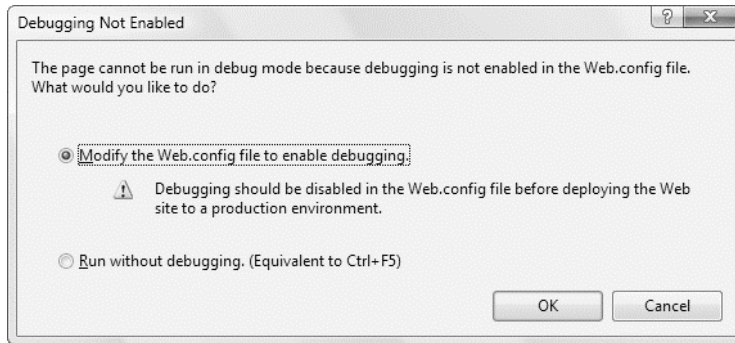 Debugging Not Enabled
The page cannot be run in debug mode because debugging is not enabled in the Web.config file.
What would you like to do?
Modify the Web.config file to enable debugging.
Debugging should be disabled in the Web.config file before deploying the Web
site to a production environment.
Run without debugging. (Equivalent to Ctrl+F5)
OK Cancel